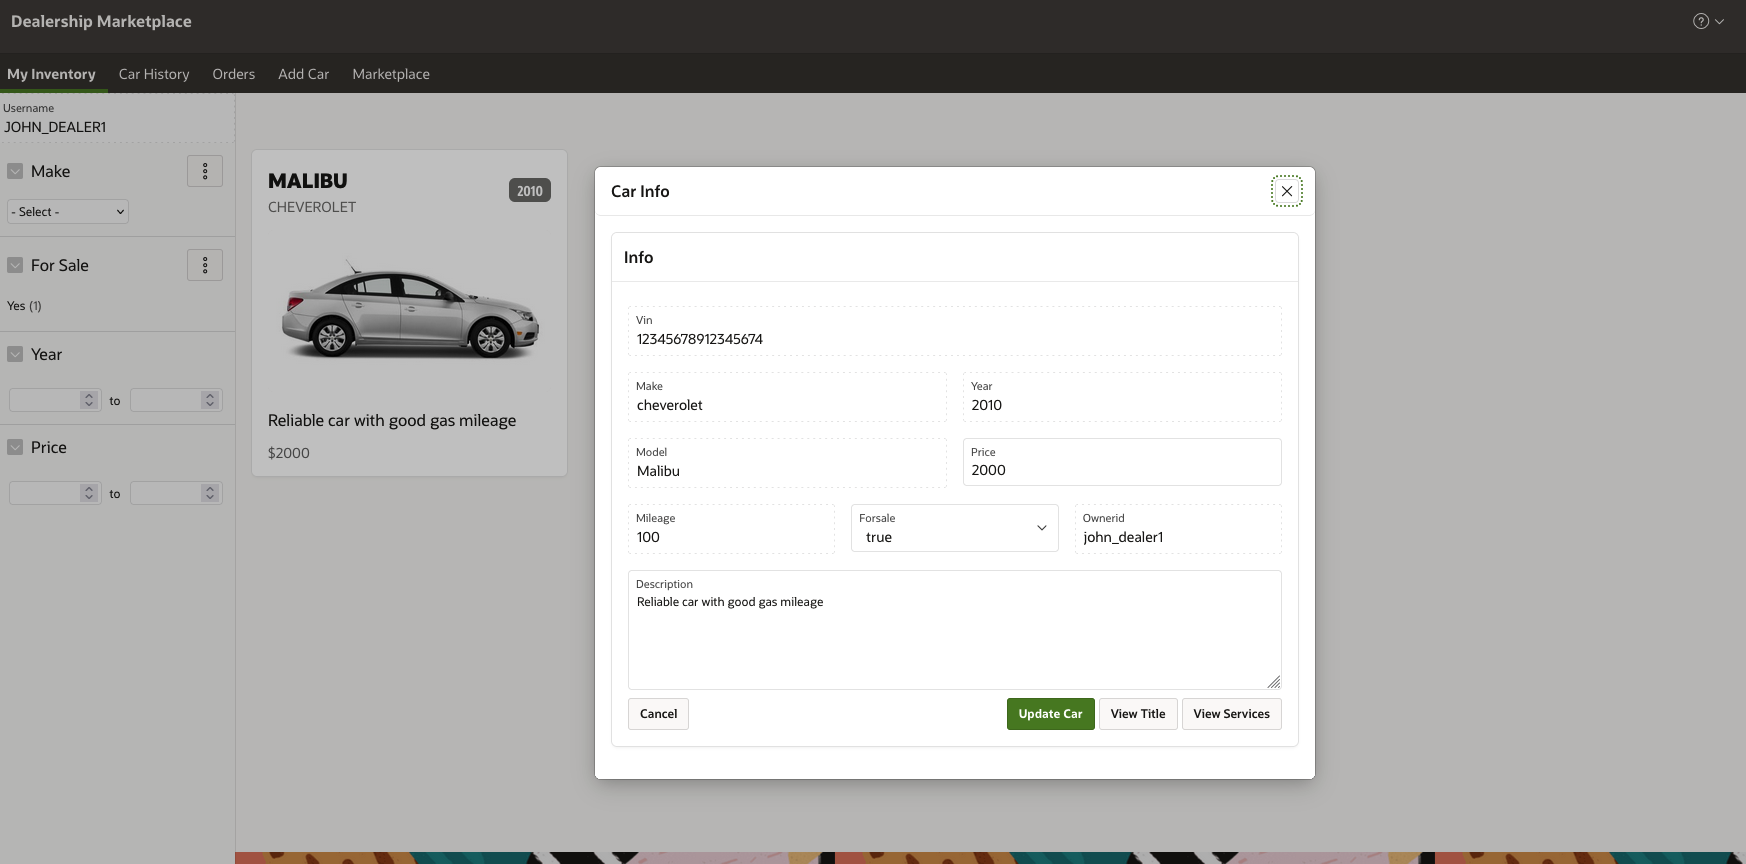 Dealership Marketplace
My Inventory Car History Orders Add Car Marketplace
Username
JOHN_DEALER1
Make
- Select -
For Sale
Yes (1)
Year
to
Price
to
MALIBU
2010
CHEVEROLET
Reliable car with good gas mileage
$2000
Car Info
Info
Vin
12345678912345674
Make
cheverolet
Year
2010
Model
Malibu
Price
2000
Mileage
100
Forsale
true
Ownerid
john_dealer1
Description
Reliable car with good gas mileage
Cancel
Update Car
View Title
View Services